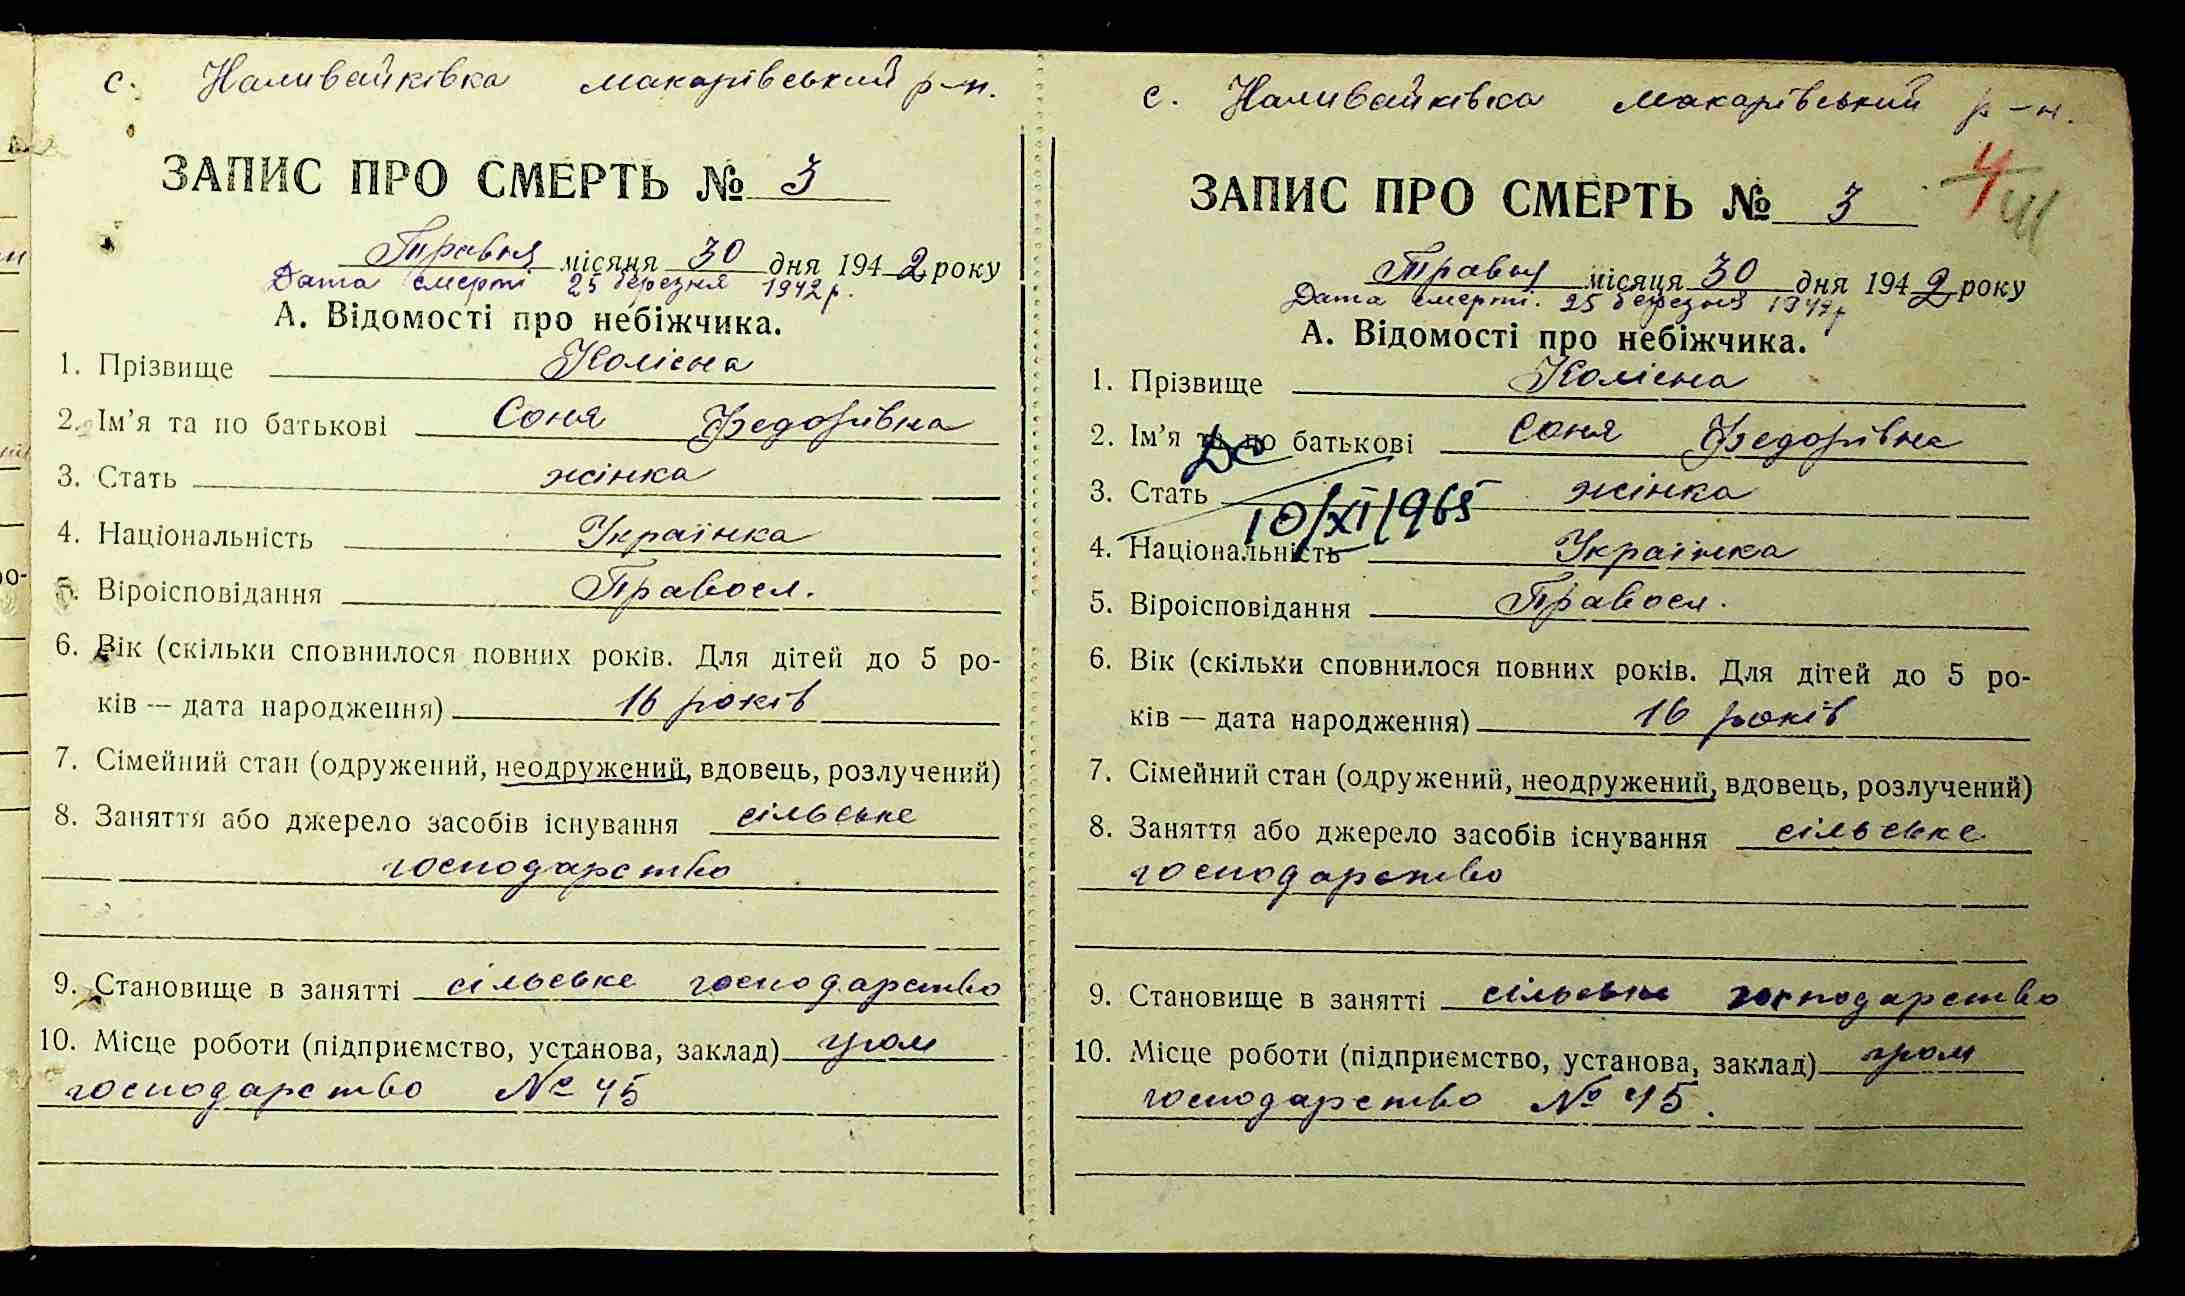 с. Наливайківка макарівський р-н.
ЗАПИС ПРО СМЕРТЬ № 3
Травня місяця 30 дня 1942 року
Дата смерті 25 березня 1942 р.
А. Відомості про небіжчика.
1. Прізвище Колісна
2. Ім'я та по батькові Соня Федорівна
3. Стать жінка
4. Національність Українка
5. Віроісповідання Правосл.
6. Вік (скільки сповнилося повних років. Для дітей до 5 ро-
ків — дата народження) 16 років
7. Сімейний стан (одружений, неодружений, вдовець, розлучений)
8. Заняття або джерело засобів існування сільське
господарство
9. Становище в занятті сільське господарство
10. Місце роботи (підприємство, установа, заклад) гром
господарство № 45
с. Наливайківка макарівський р-н.
4
ЗАПИС ПРО СМЕРТЬ № 3
Травня місяця 30 дня 1942 року
Дата смерті. 25 березня 1942 р
А. Відомості про небіжчика.
1. Прізвище Колісна
2. Ім'я та по батькові Соня Федорівна
3. Стать жінка
10/XI/1965
4. Національність Українка
5. Віроісповідання Правосл.
6. Вік (скільки сповнилося повних років. Для дітей до 5 ро-
ків — дата народження) 16 років
7. Сімейний стан (одружений, неодружений, вдовець, розлучений)
8. Заняття або джерело засобів існування сільське
господарство
9. Становище в занятті сільське господарство
10. Місце роботи (підприємство, установа, заклад) гром
господарство № 45.